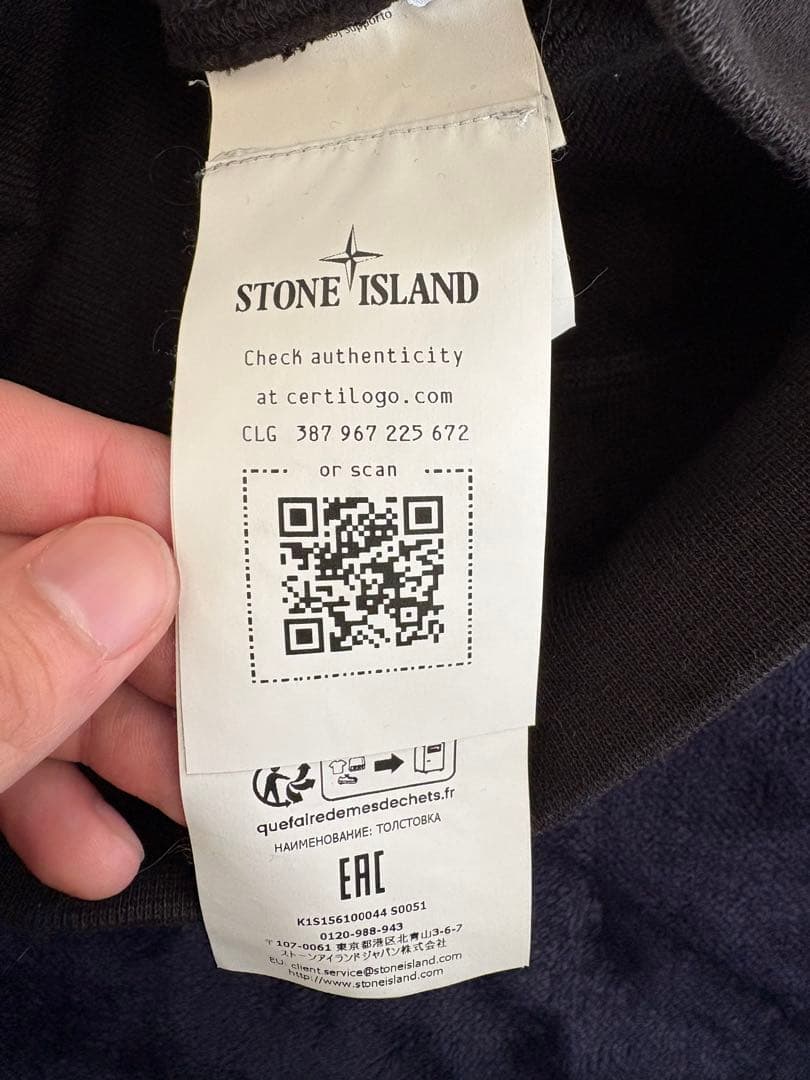 supporto
STONE ISLAND
Check authenticity
at certilogo.com
CLG 387 967 225 672
or scan
quefairedemesdechets.fr
НАИМЕНОВАНИЕ: ТОЛСТОВКА
EAC
K1S156100044 S0051
0120-988-943
〒107-0061 東京都港区北青山3-6-7
ストーンアイランドジャパン株式会社
EU. client.service@stoneisland.com
http://www.stoneisland.com